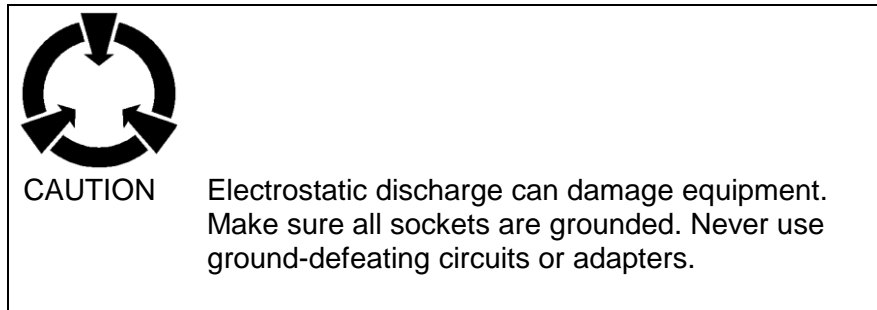 CAUTION Electrostatic discharge can damage equipment.
Make sure all sockets are grounded. Never use
ground-defeating circuits or adapters.